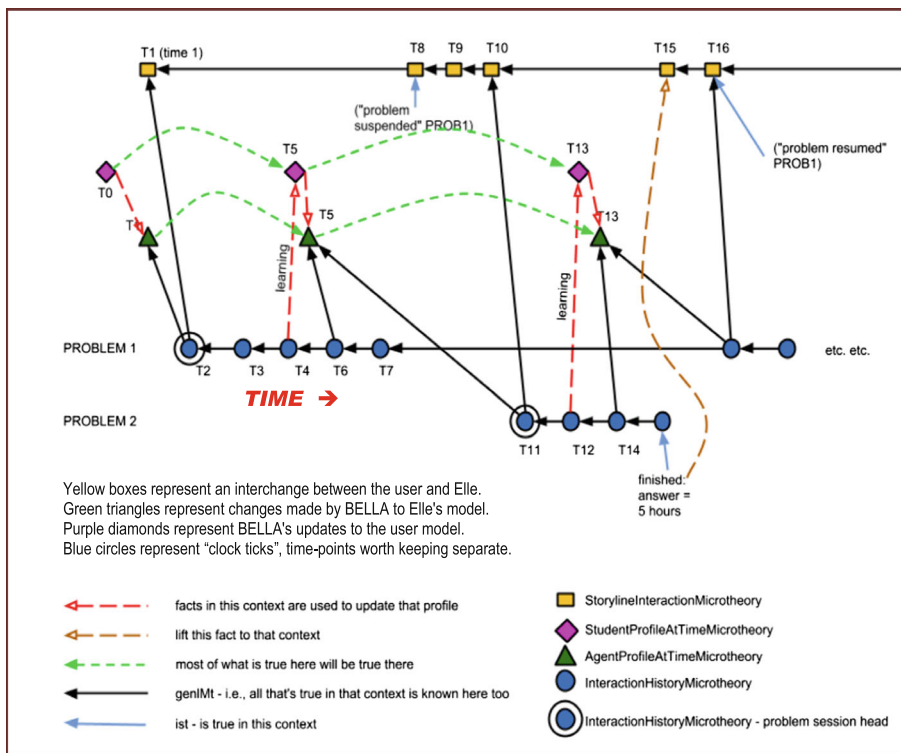 T1 (time 1)
T8
T9
T10
T15
T16
("problem
suspended" PROB1)
("problem resumed"
PROB1)
T5
T13
T0
T
T5
T13
learning
learning
PROBLEM 1
T2
T3
T4
T6
T7
etc. etc.
TIME →
PROBLEM 2
T11
T12
T14
finished:
answer =
5 hours
Yellow boxes represent an interchange between the user and Elle.
Green triangles represent changes made by BELLA to Elle's model.
Purple diamonds represent BELLA's updates to the user model.
Blue circles represent “clock ticks”, time-points worth keeping separate.
facts in this context are used to update that profile
lift this fact to that context
most of what is true here will be true there
genlMt - i.e., all that's true in that context is known here too
ist - is true in this context
StorylineInteractionMicrotheory
StudentProfileAtTimeMicrotheory
AgentProfileAtTimeMicrotheory
InteractionHistoryMicrotheory
InteractionHistoryMicrotheory - problem session head